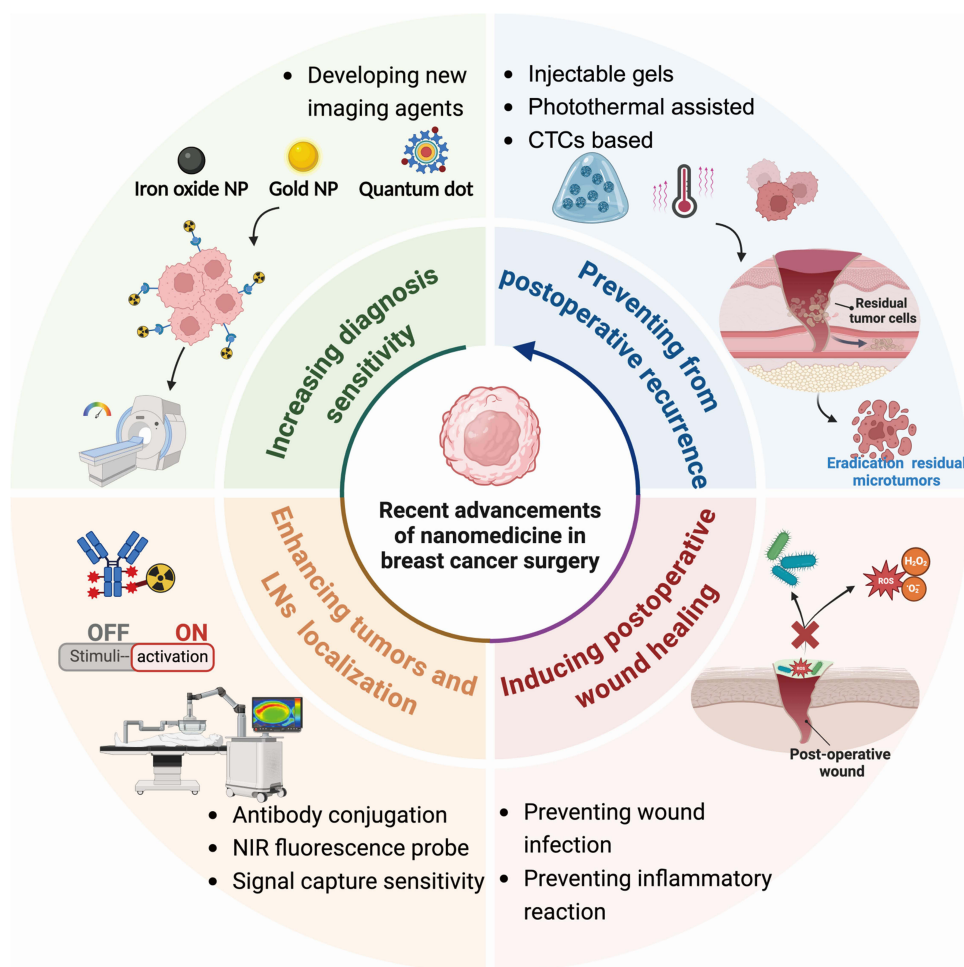 • Developing new
imaging agents
Iron oxide NP
Gold NP
Quantum dot
Increasing diagnosis
sensitivity
• Injectable gels
• Photothermal assisted
• CTCs based
Preventing from
postoperative recurrence
Residual
tumor cells
Eradication residual
microtumors
Recent advancements
of nanomedicine in
breast cancer surgery
Enhancing tumors and
LNs localization
OFF
ON
Stimuli--
activation
• Antibody conjugation
• NIR fluorescence probe
• Signal capture sensitivity
Inducing postoperative
wound healing
ROS
H₂O₂
·O₂⁻
ROS
Post-operative
wound
• Preventing wound
infection
• Preventing inflammatory
reaction